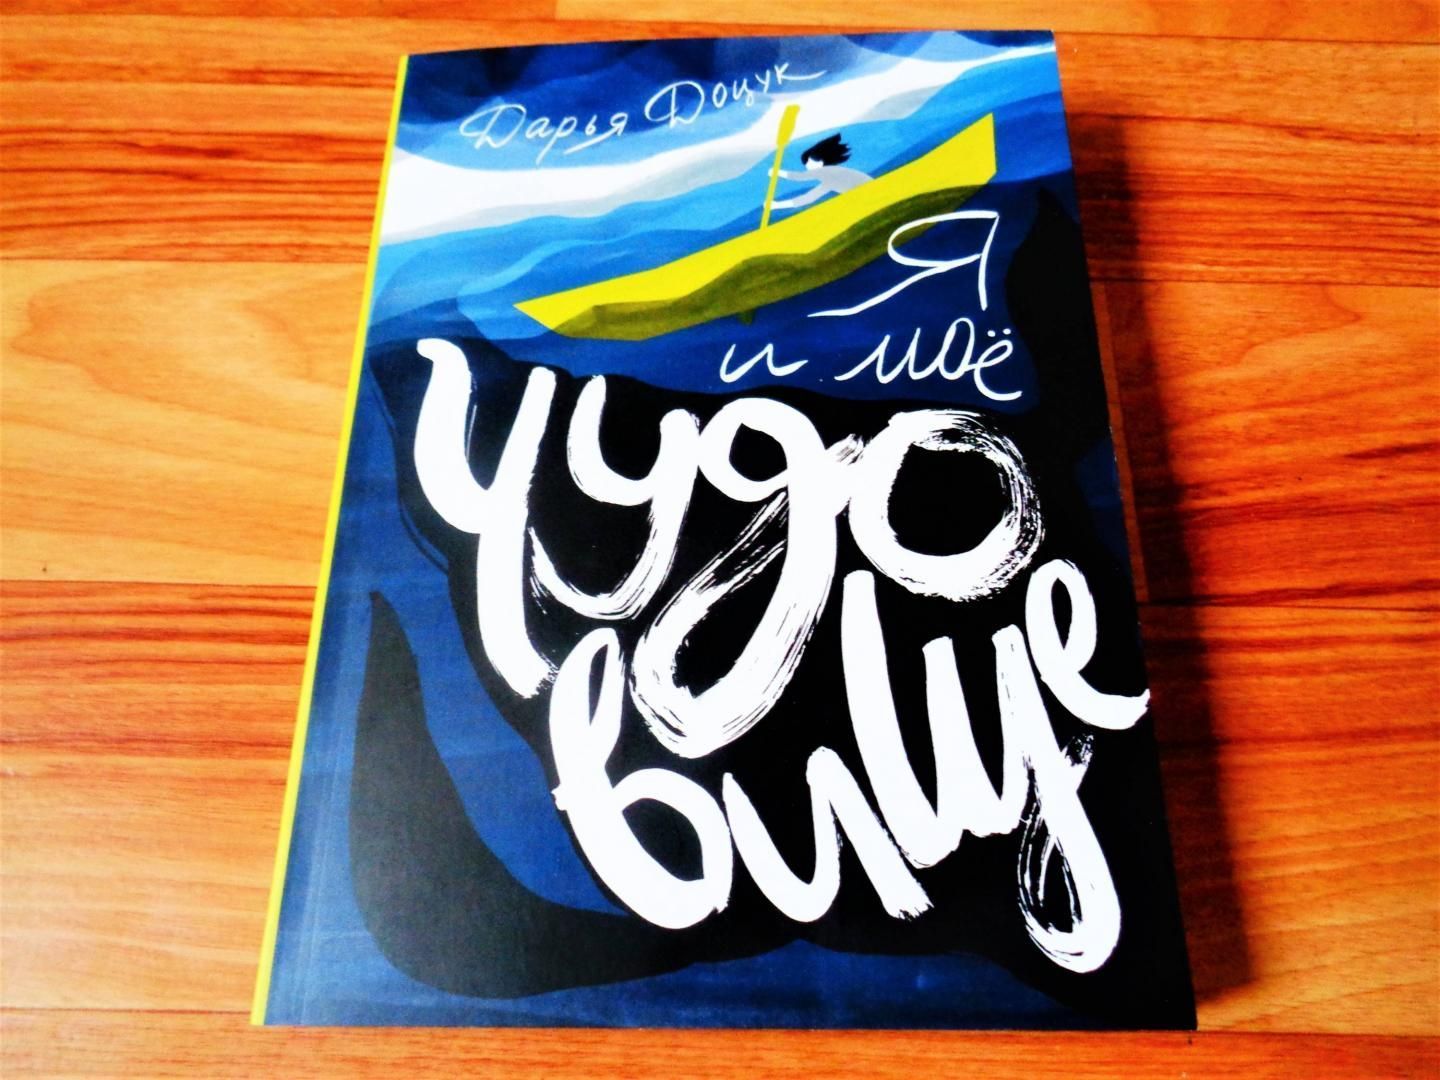 Дарья Доцук
Я
и моё
чудо
вище